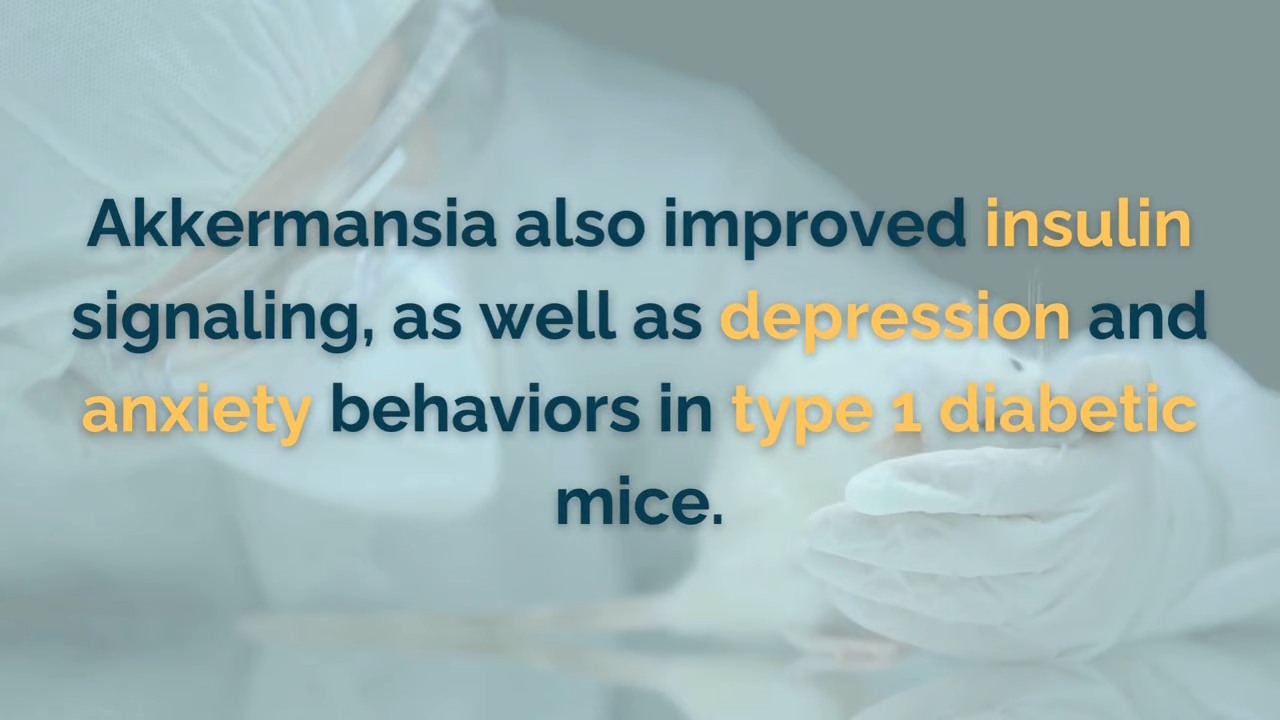 Akkermansia also improved insulin
signaling, as well as depression and
anxiety behaviors in type 1 diabetic
mice.